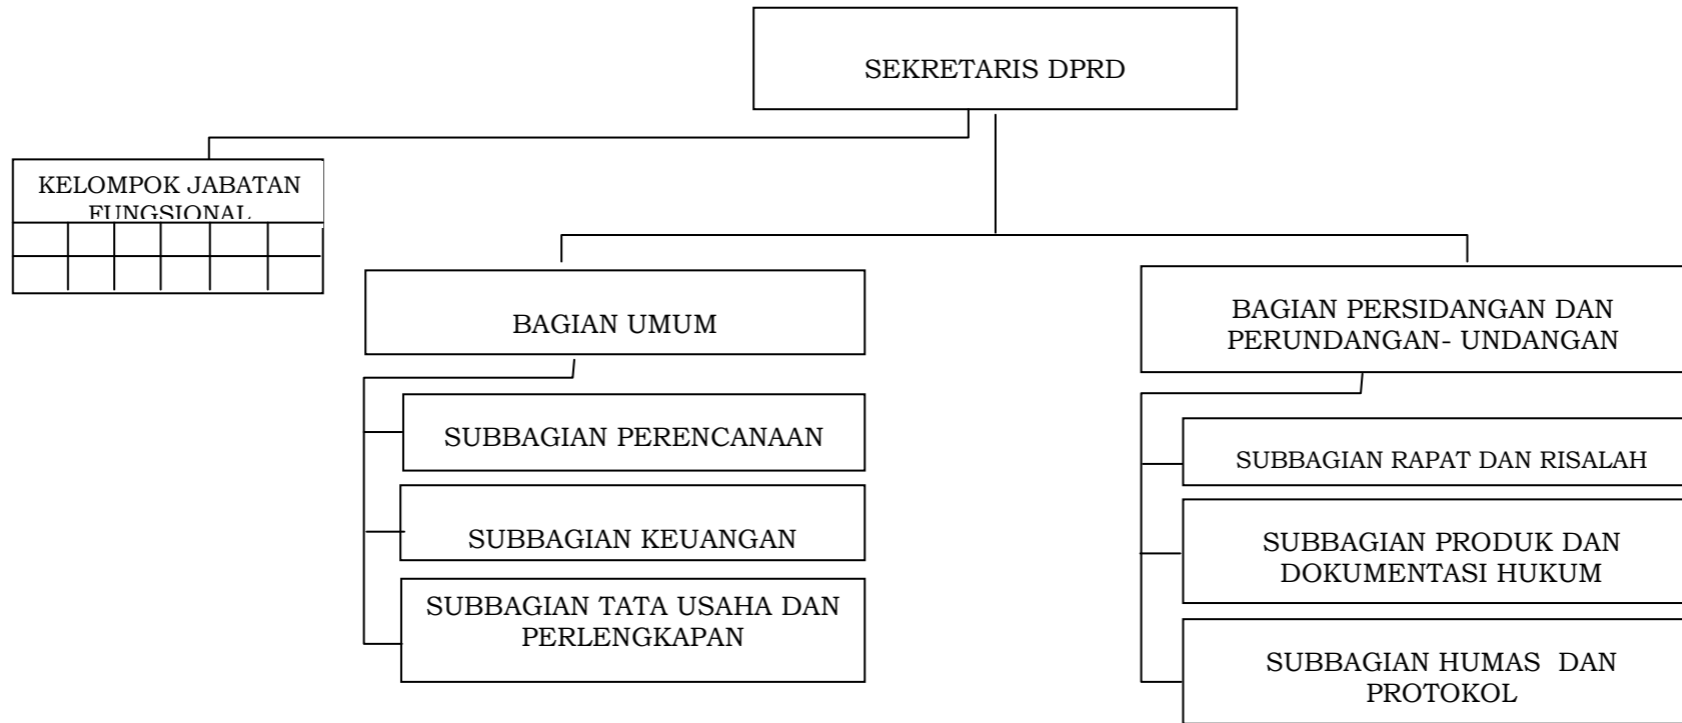 SEKRETARIS DPRD
KELOMPOK JABATAN
FUNGSIONAL
BAGIAN UMUM
SUBBAGIAN PERENCANAAN
SUBBAGIAN KEUANGAN
SUBBAGIAN TATA USAHA DAN
PERLENGKAPAN
BAGIAN PERSIDANGAN DAN
PERUNDANGAN- UNDANGAN
SUBBAGIAN RAPAT DAN RISALAH
SUBBAGIAN PRODUK DAN
DOKUMENTASI HUKUM
SUBBAGIAN HUMAS  DAN
PROTOKOL